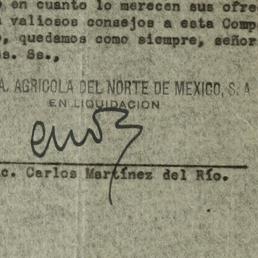 en cuanto lo merecen sus ofre
valiosos consejos a esta Comp
, quedamos como siempre, señor
s. Ss.,
A. AGRICOLA DEL NORTE DE MEXICO, S. A
EN LIQUIDACION
c. Carlos Martínez del Río.